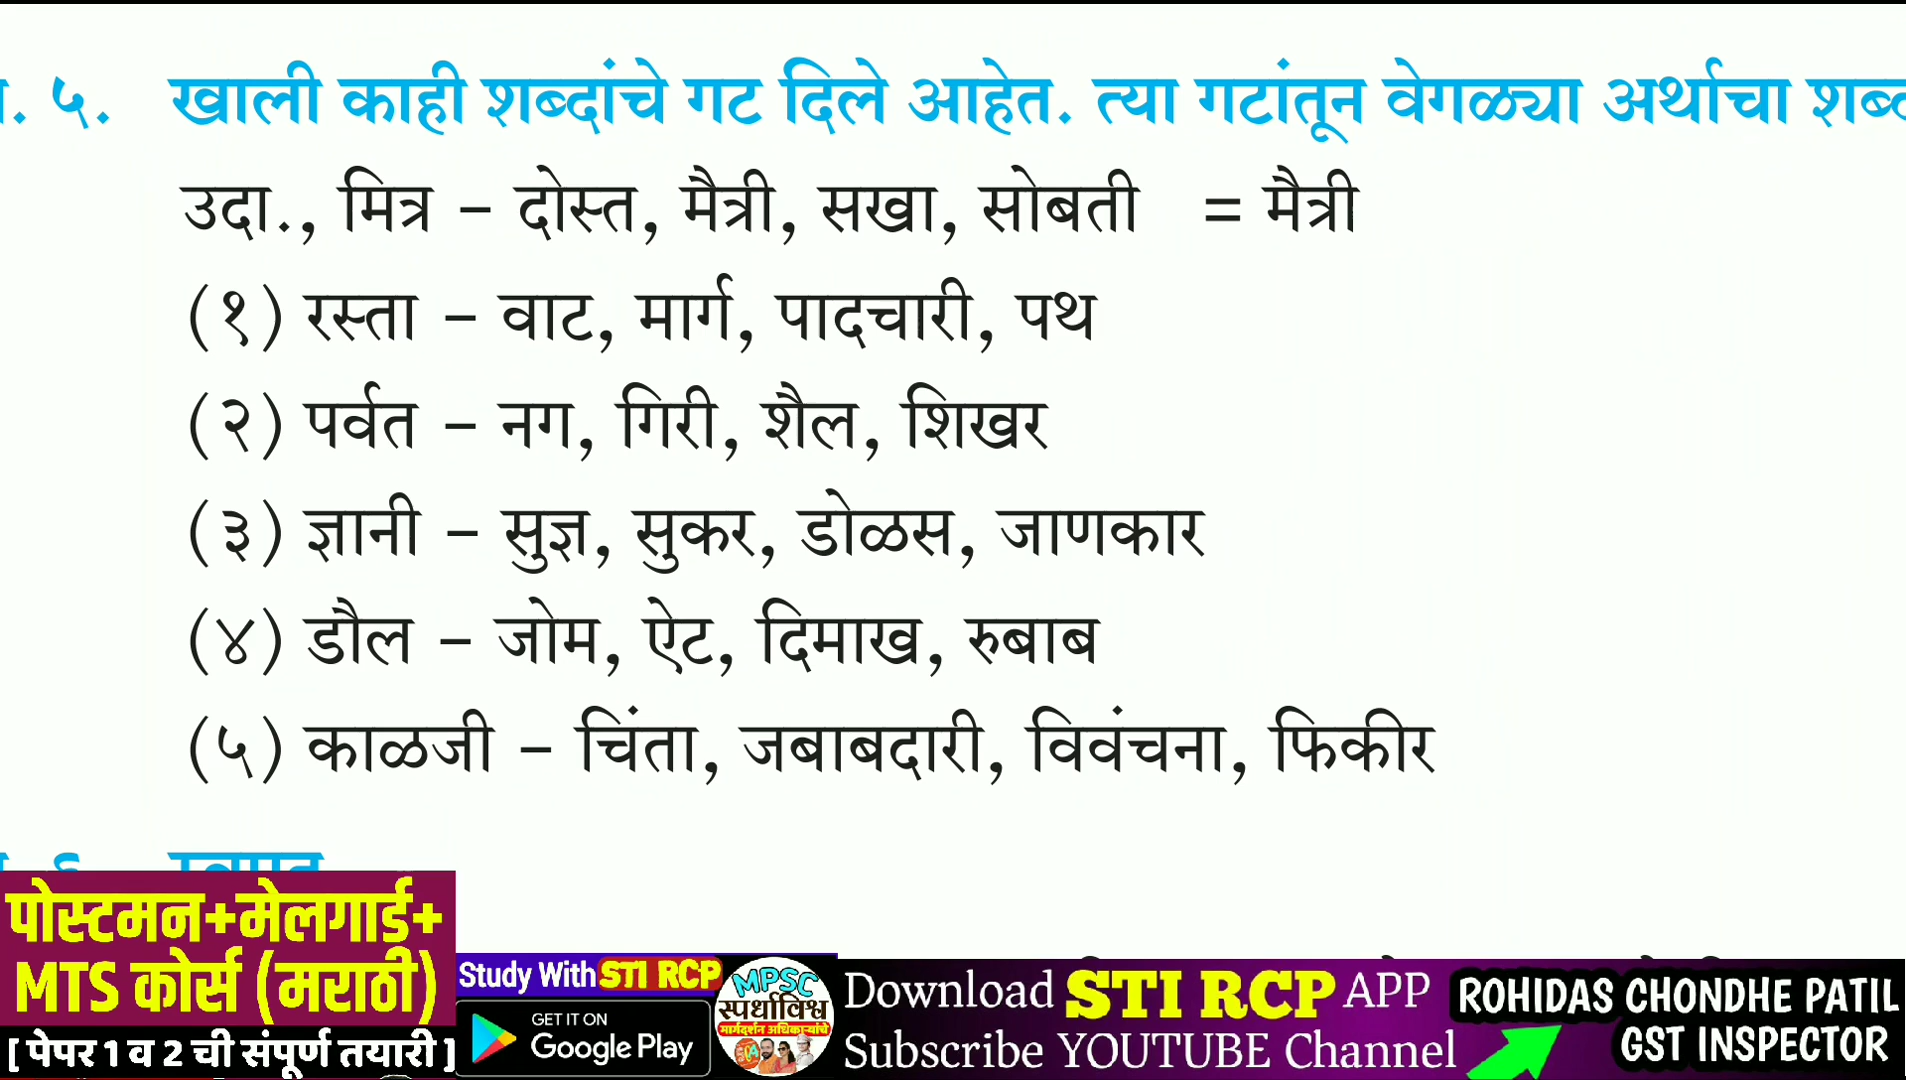 . ५. खाली काही शब्दांचे गट दिले आहेत. त्या गटांतून वेगळ्या अर्थाचा
उदा., मित्र – दोस्त, मैत्री, सखा, सोबती = मैत्री
(१) रस्ता – वाट, मार्ग, पादचारी, पथ
(२) पर्वत – नग, गिरी, शैल, शिखर
(३) ज्ञानी – सुज्ञ, सुकर, डोळस, जाणकार
(४) डौल – जोम, ऐट, दिमाख, रुबाब
(५) काळजी – चिंता, जबाबदारी, विवंचना, फिकीर
पोस्टमन+मेलगार्ड+
MTS कोर्स (मराठी)
[ पेपर 1 व 2 ची संपूर्ण तयारी ]
Study With STI RCP
GET IT ON
Google Play
MPSC
स्पर्धाविश्व
मार्गदर्शन अधिकाऱ्यांचे
Download STI RCP APP
Subscribe YOUTUBE Channel
ROHIDAS CHONDHE PATIL
GST INSPECTOR